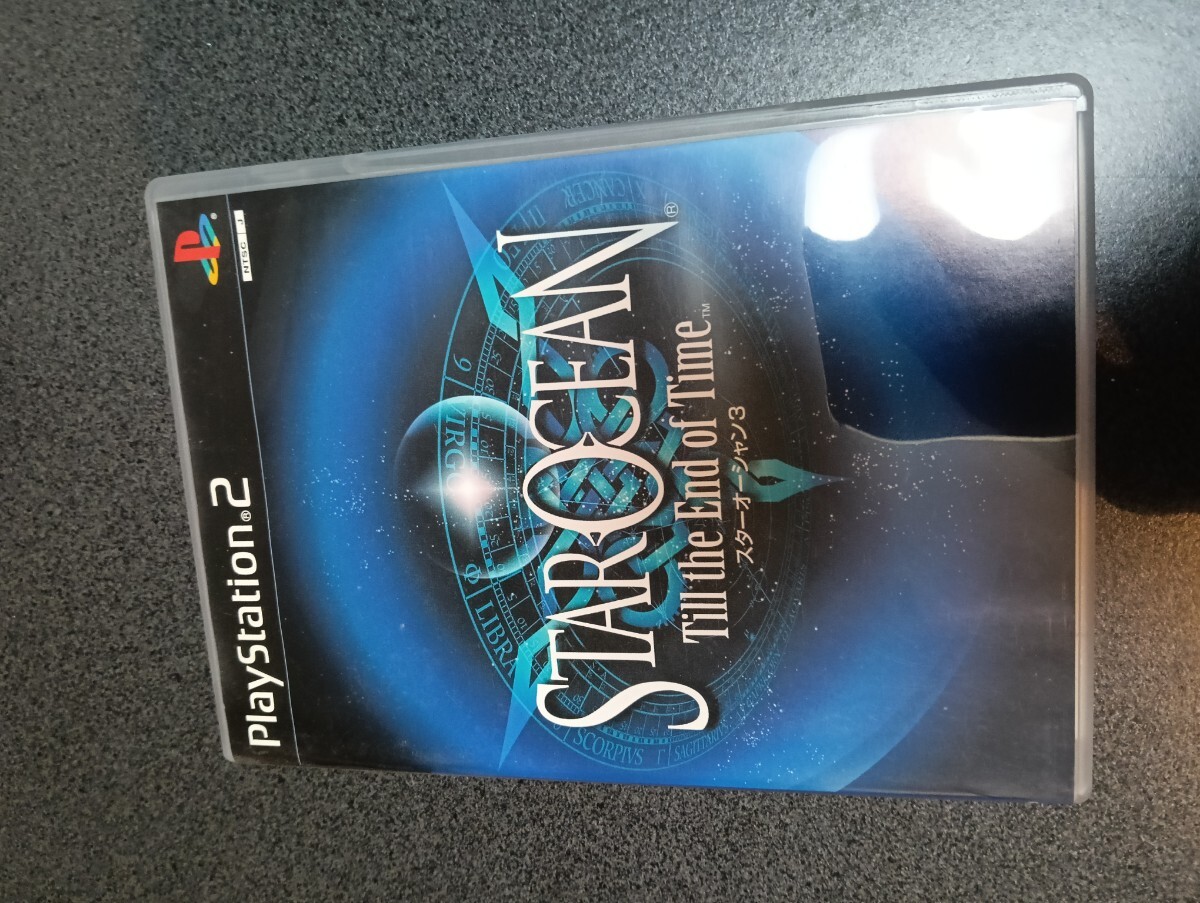 PlayStation®2
NTSC J
CANCER
VIRGO
LIBRA
SCORPIVS
SAGITTARIVS
STAR OCEAN®
Till the End of Time™
スターオーシャン3